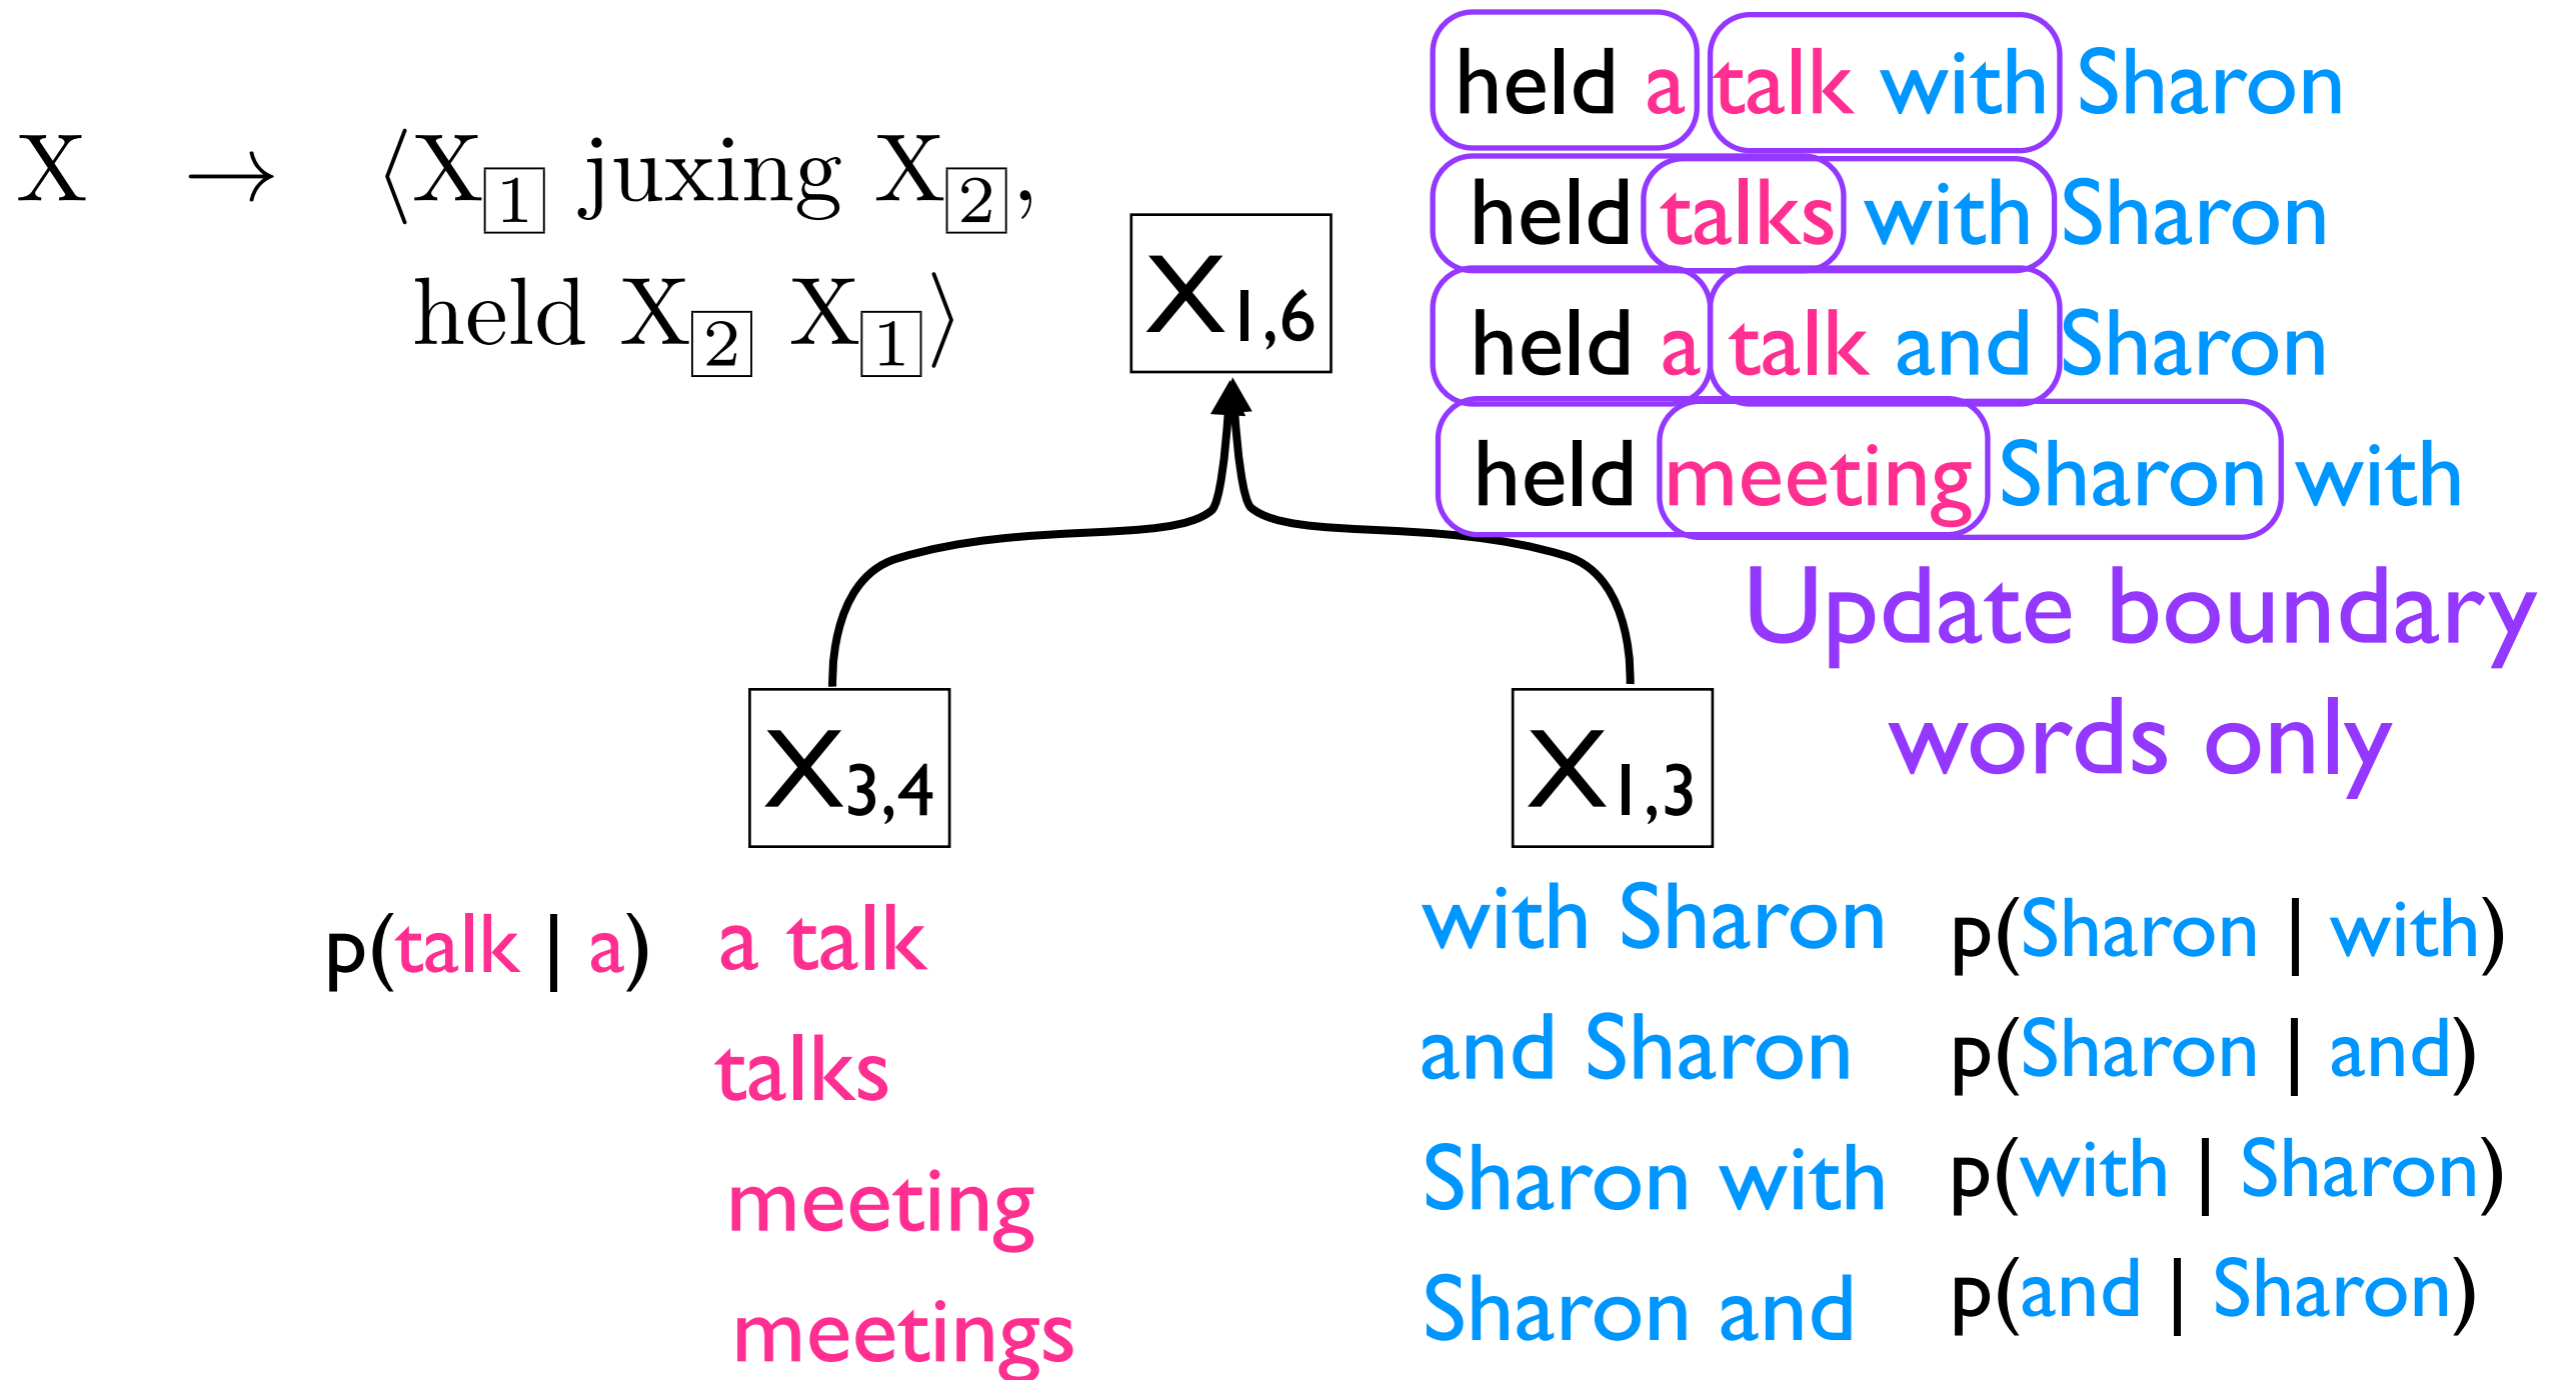 X → ⟨X1 juxing X2,
held X2 X1⟩
X1,6
held a talk with Sharon
held talks with Sharon
held a talk and Sharon
held meeting Sharon with
Update boundary
words only
X3,4
X1,3
p(talk | a) a talk
talks
meeting
meetings
with Sharon p(Sharon | with)
and Sharon p(Sharon | and)
Sharon with p(with | Sharon)
Sharon and p(and | Sharon)